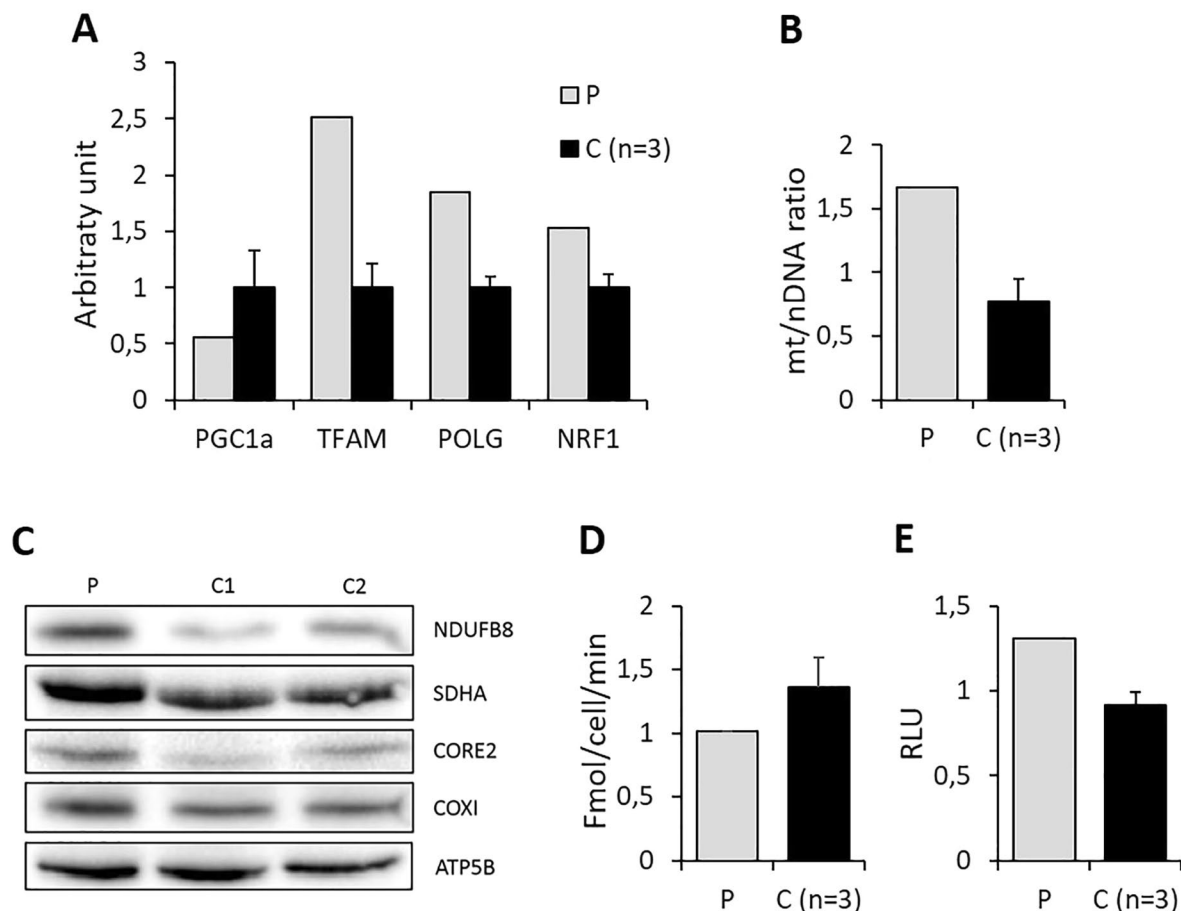 A
3
2,5
2
1,5
1
0,5
0
Arbitraty unit
P
C (n=3)
PGC1a TFAM POLG NRF1
B
2
1,5
1
0,5
0
mt/nDNA ratio
P C (n=3)
C
P C1 C2
NDUFB8
SDHA
CORE2
COXI
ATP5B
D
2
1,5
1
0,5
0
Fmol/cell/min
P C (n=3)
E
1,5
1
0,5
0
RLU
P C (n=3)